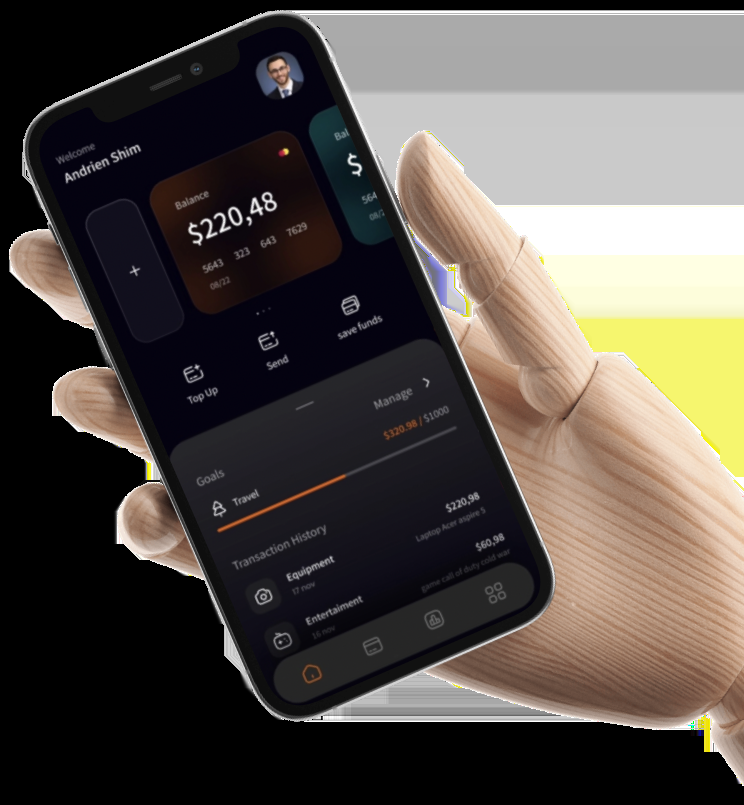 Welcome
Andrien Shim
Balance
$220,48
5643 323 643 7629
08/22
Bal
$
564
08/2
+
Top Up
Send
save funds
Manage
Goals
$320.98 / $1000
Travel
Transaction History
Equipment
17 nov
$220,98
Laptop Acer aspire 5
Entertaiment
16 nov
$60,98
game call of duty cold war